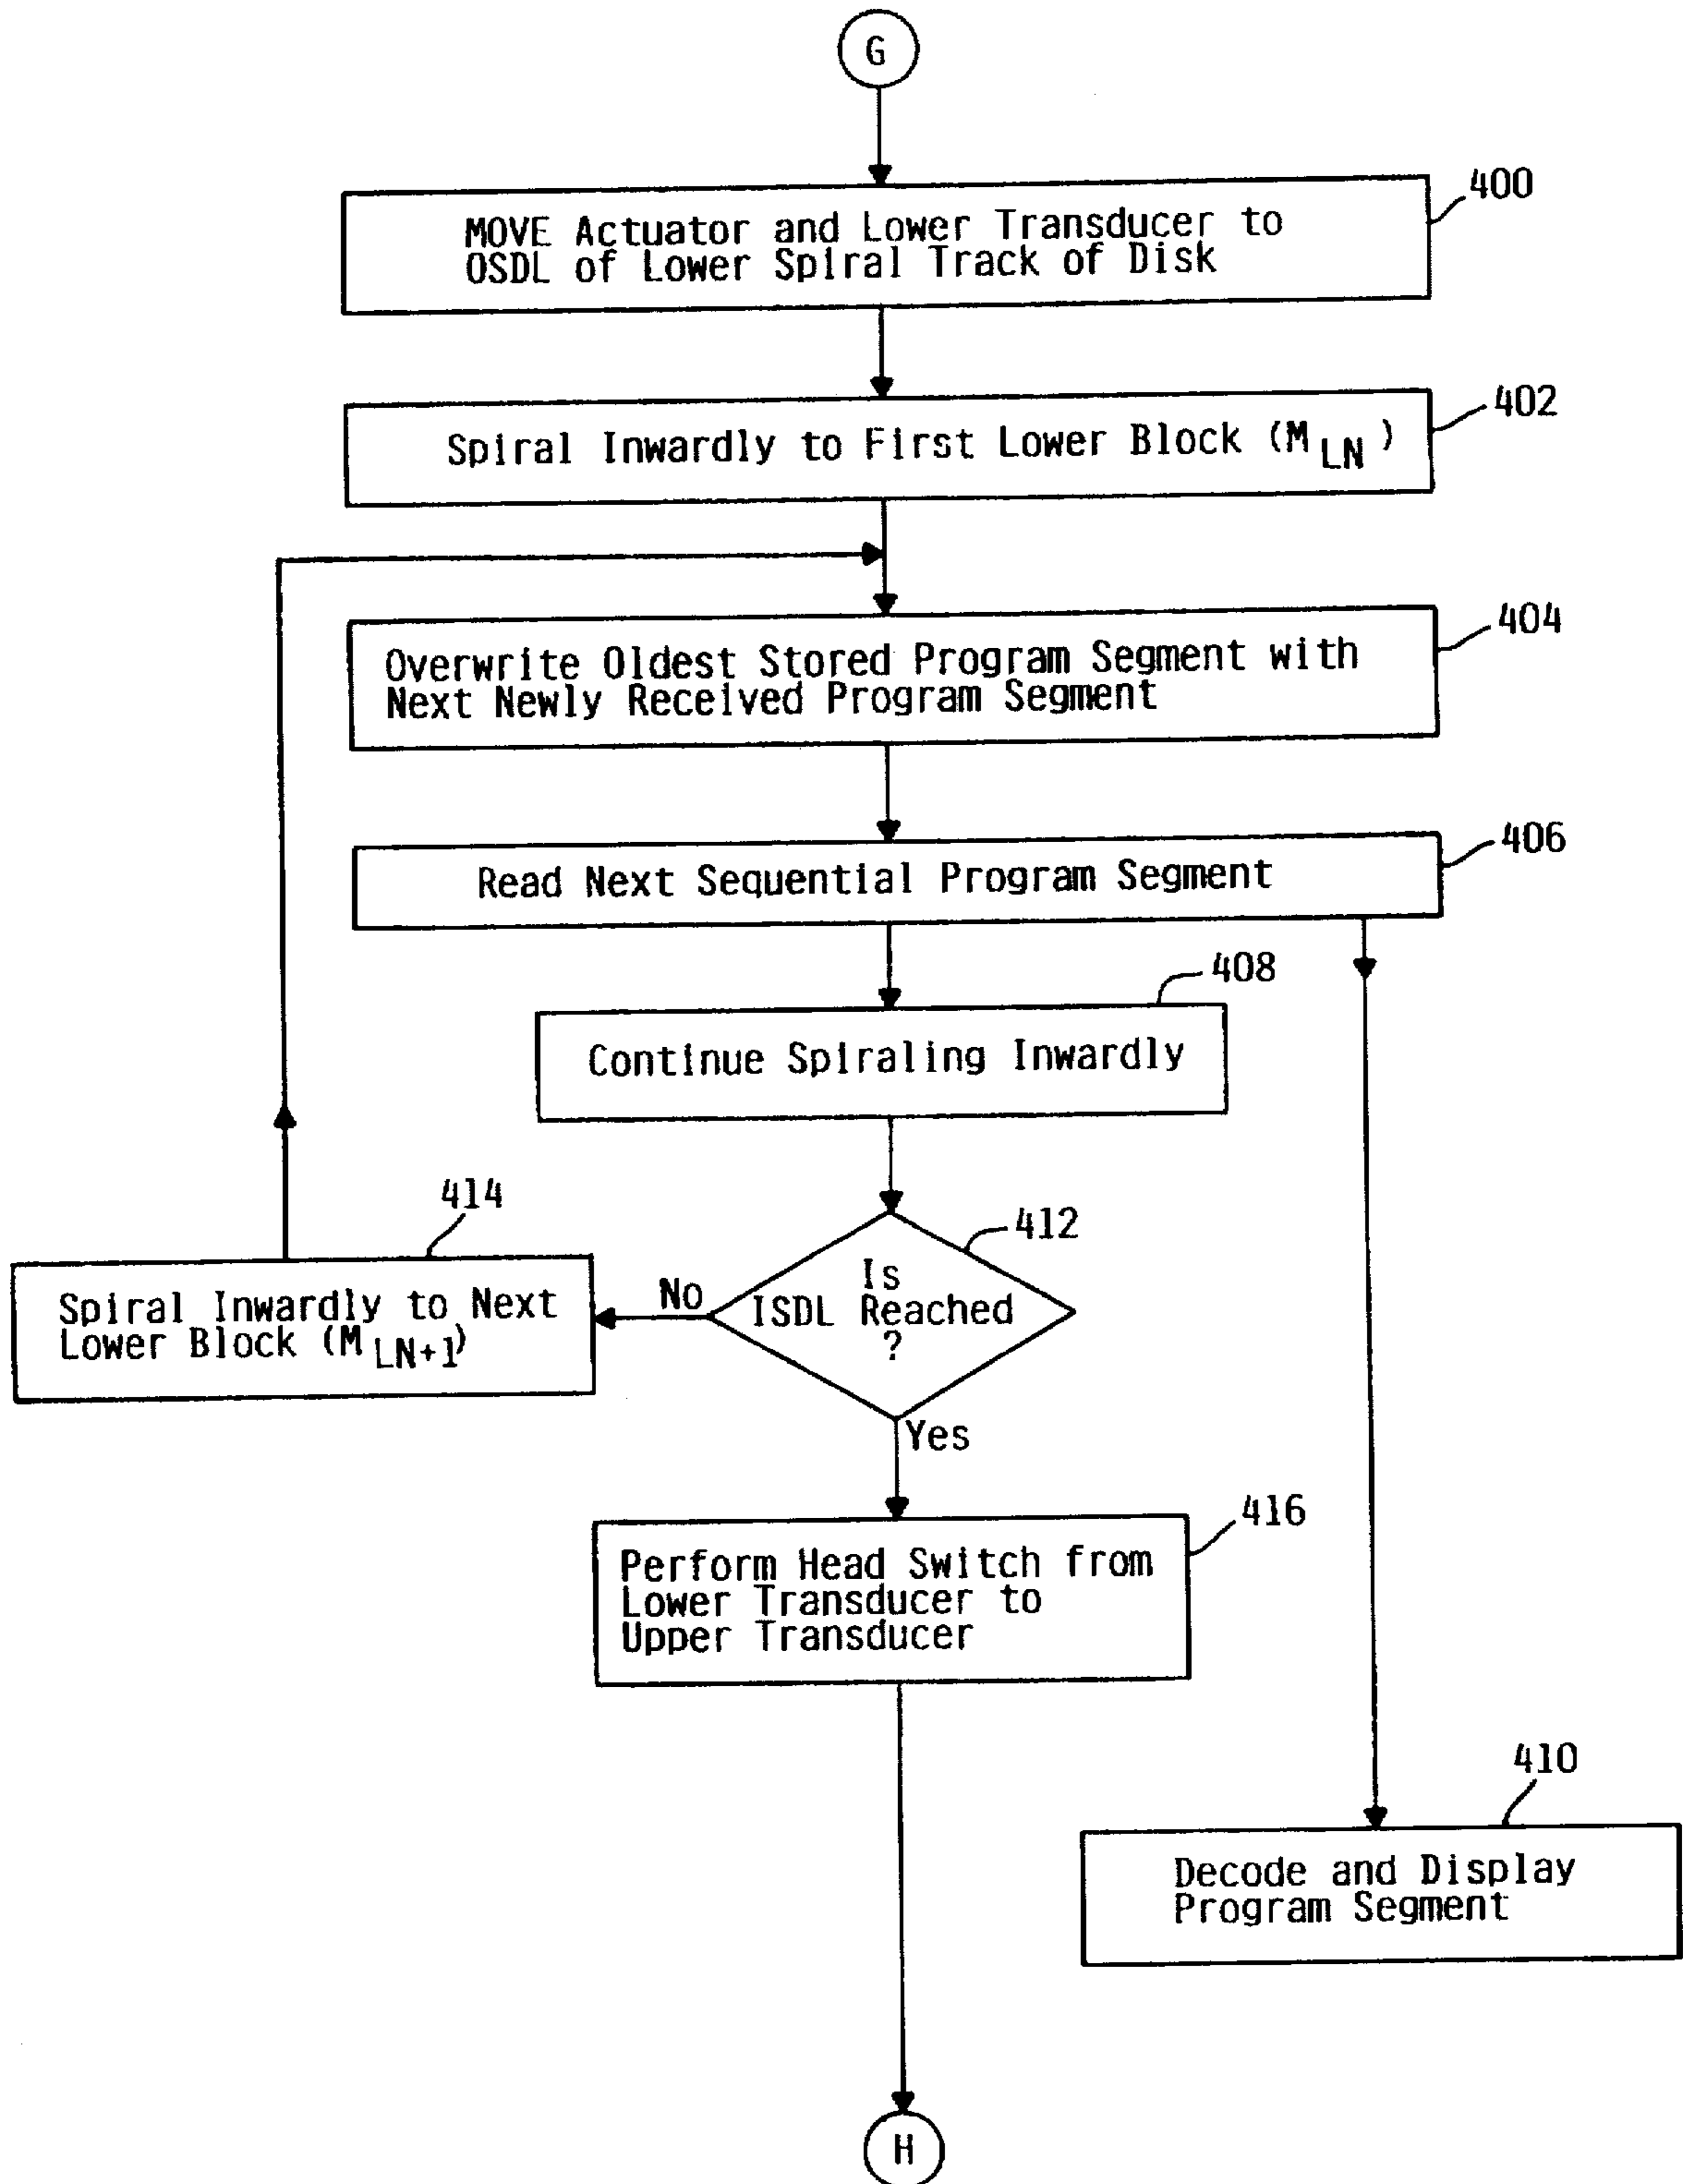 G
400
MOVE Actuator and Lower Transducer to
OSDL of Lower Spiral Track of Disk
402
Spiral Inwardly to First Lower Block (M LN )
404
Overwrite Oldest Stored Program Segment with
Next Newly Received Program Segment
406
Read Next Sequential Program Segment
408
Continue Spiraling Inwardly
414
412
Spiral Inwardly to Next
Lower Block (M LN+1)
No
Is
ISDL Reached
?
Yes
416
Perform Head Switch from
Lower Transducer to
Upper Transducer
410
Decode and Display
Program Segment
H